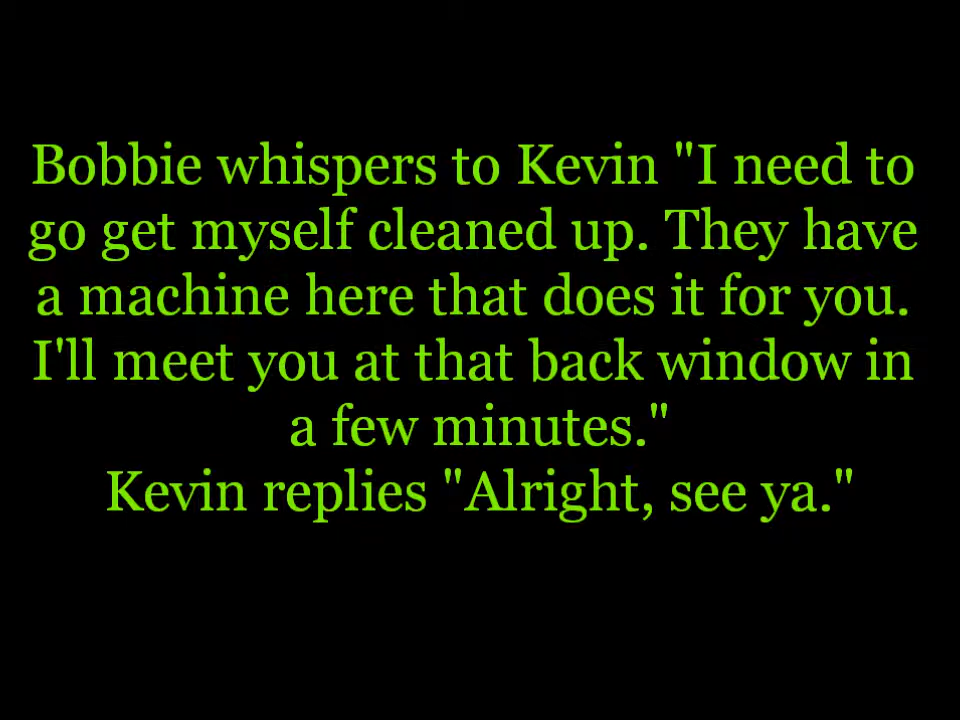 Bobbie whispers to Kevin "I need to
go get myself cleaned up. They have
a machine here that does it for you.
I'll meet you at that back window in
a few minutes."
Kevin replies "Alright, see ya."